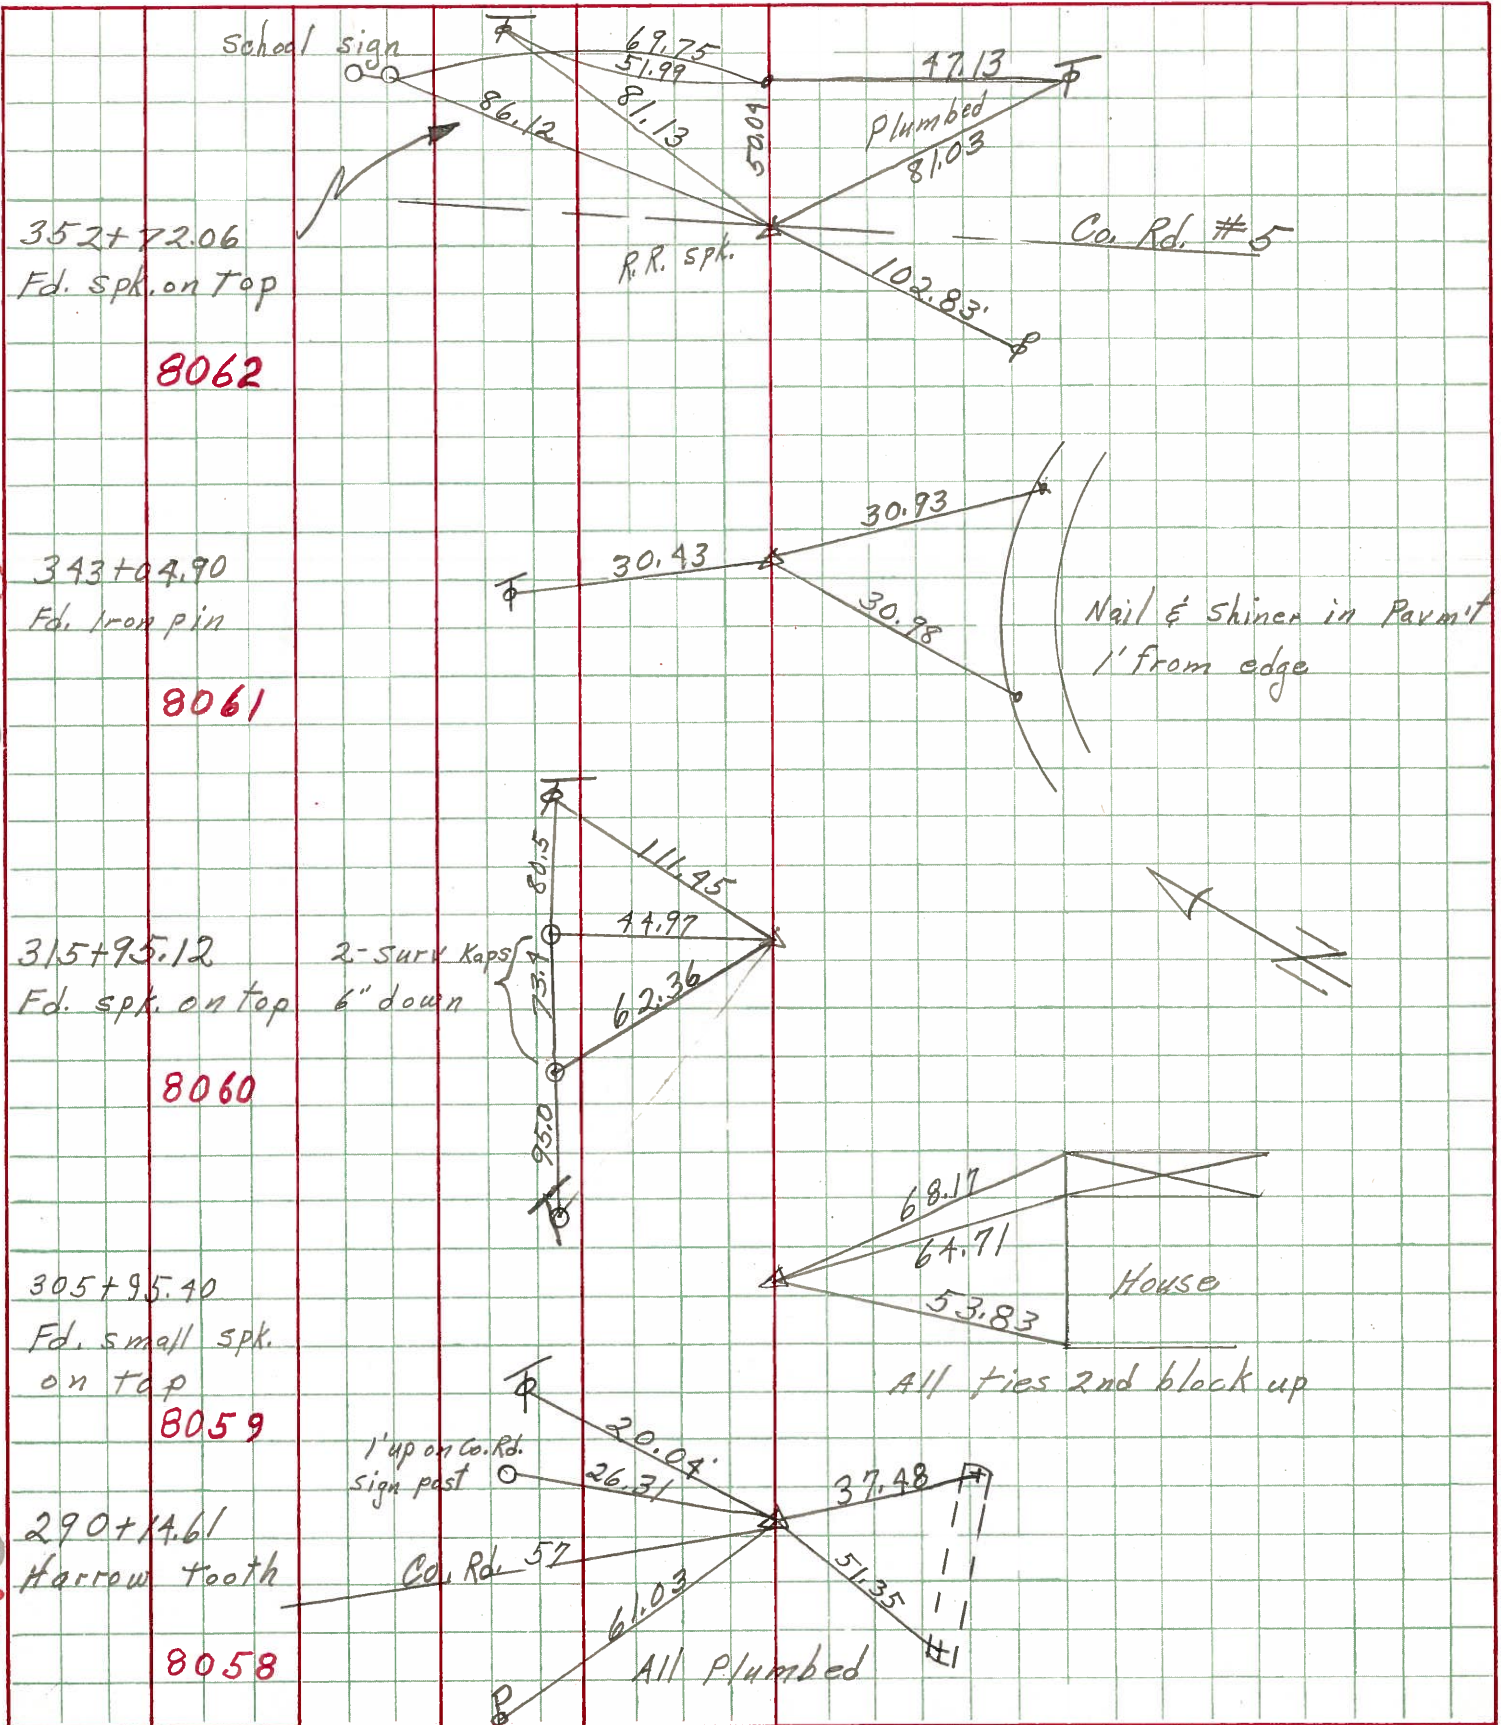 School sign
69.75
51.99
47.13
86.12
81.13
50.09
Plumbed
81.03
352+72.06
Fd. spk. on Top
R.R. spk.
Co. Rd. #5
102.83'
8062
30.93
30.43
343+04.90
Fd. Iron pin
30.98
Nail & Shiner in Pavm't
1' from edge
8061
80.5
111.45
44.97
315+95.12
Fd. spk. on top
2-Surv Kaps
6" down
73.9
62.36
8060
95.0
68.17
64.71
305+95.40
Fd. small spk.
on top
53.83
House
All ties 2nd block up
8059
20.04'
1' up on Co. Rd.
sign post
26.31
37.48
290+14.61
Harrow Tooth
Co. Rd. 57
61.03
51.35
8058
All Plumbed